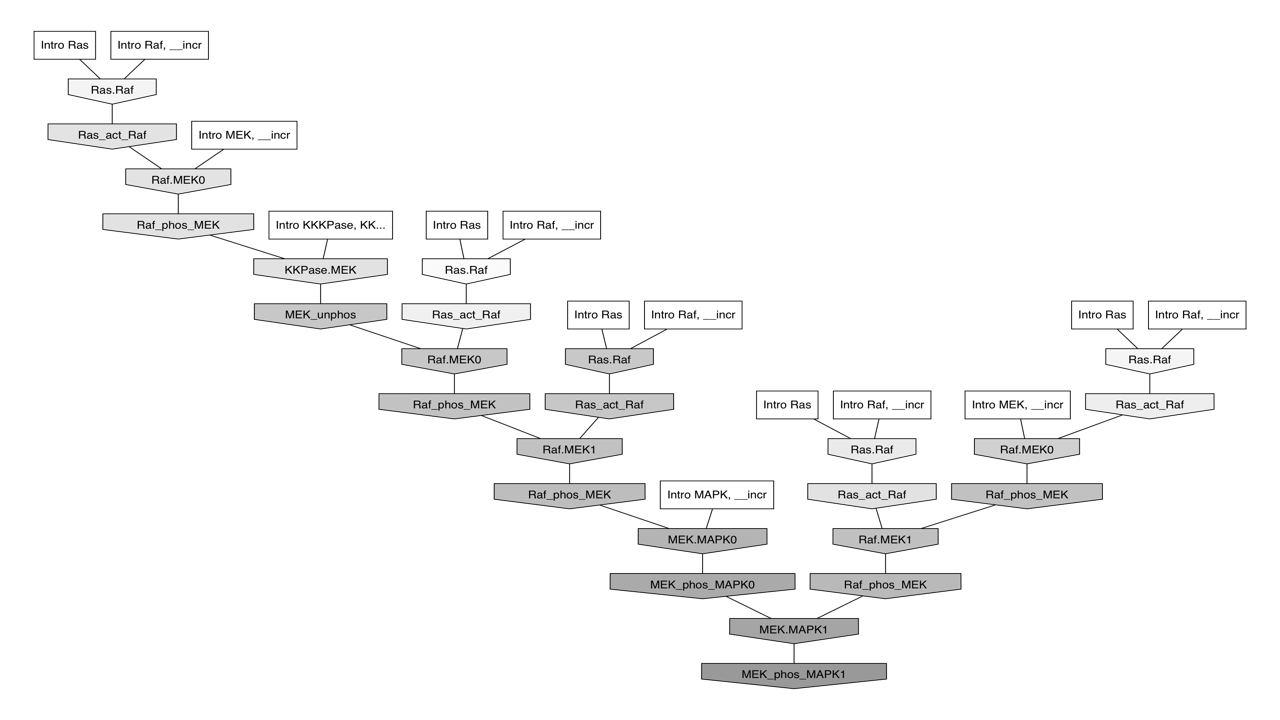 Intro Ras
Intro Raf, __incr
Ras.Raf
Ras_act_Raf
Intro MEK, __incr
Raf.MEK0
Raf_phos_MEK
Intro KKKPase, KK...
Intro Ras
Intro Raf, __incr
KKPase.MEK
Ras.Raf
MEK_unphos
Ras_act_Raf
Intro Ras
Intro Raf, __incr
Intro Ras
Intro Raf, __incr
Raf.MEK0
Ras.Raf
Ras.Raf
Raf_phos_MEK
Ras_act_Raf
Intro Ras
Intro Raf, __incr
Intro MEK, __incr
Ras_act_Raf
Raf.MEK1
Ras.Raf
Raf.MEK0
Raf_phos_MEK
Intro MAPK, __incr
Ras_act_Raf
Raf_phos_MEK
MEK.MAPK0
Raf.MEK1
MEK_phos_MAPK0
Raf_phos_MEK
MEK.MAPK1
MEK_phos_MAPK1